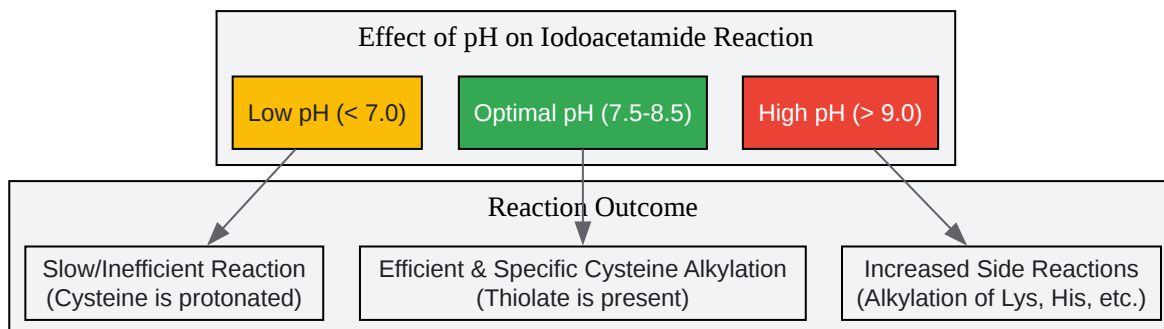 Effect of pH on Iodoacetamide Reaction
Low pH (< 7.0)
Optimal pH (7.5-8.5)
High pH (> 9.0)
Reaction Outcome
Slow/Inefficient Reaction
(Cysteine is protonated)
Efficient & Specific Cysteine Alkylation
(Thiolate is present)
Increased Side Reactions
(Alkylation of Lys, His, etc.)